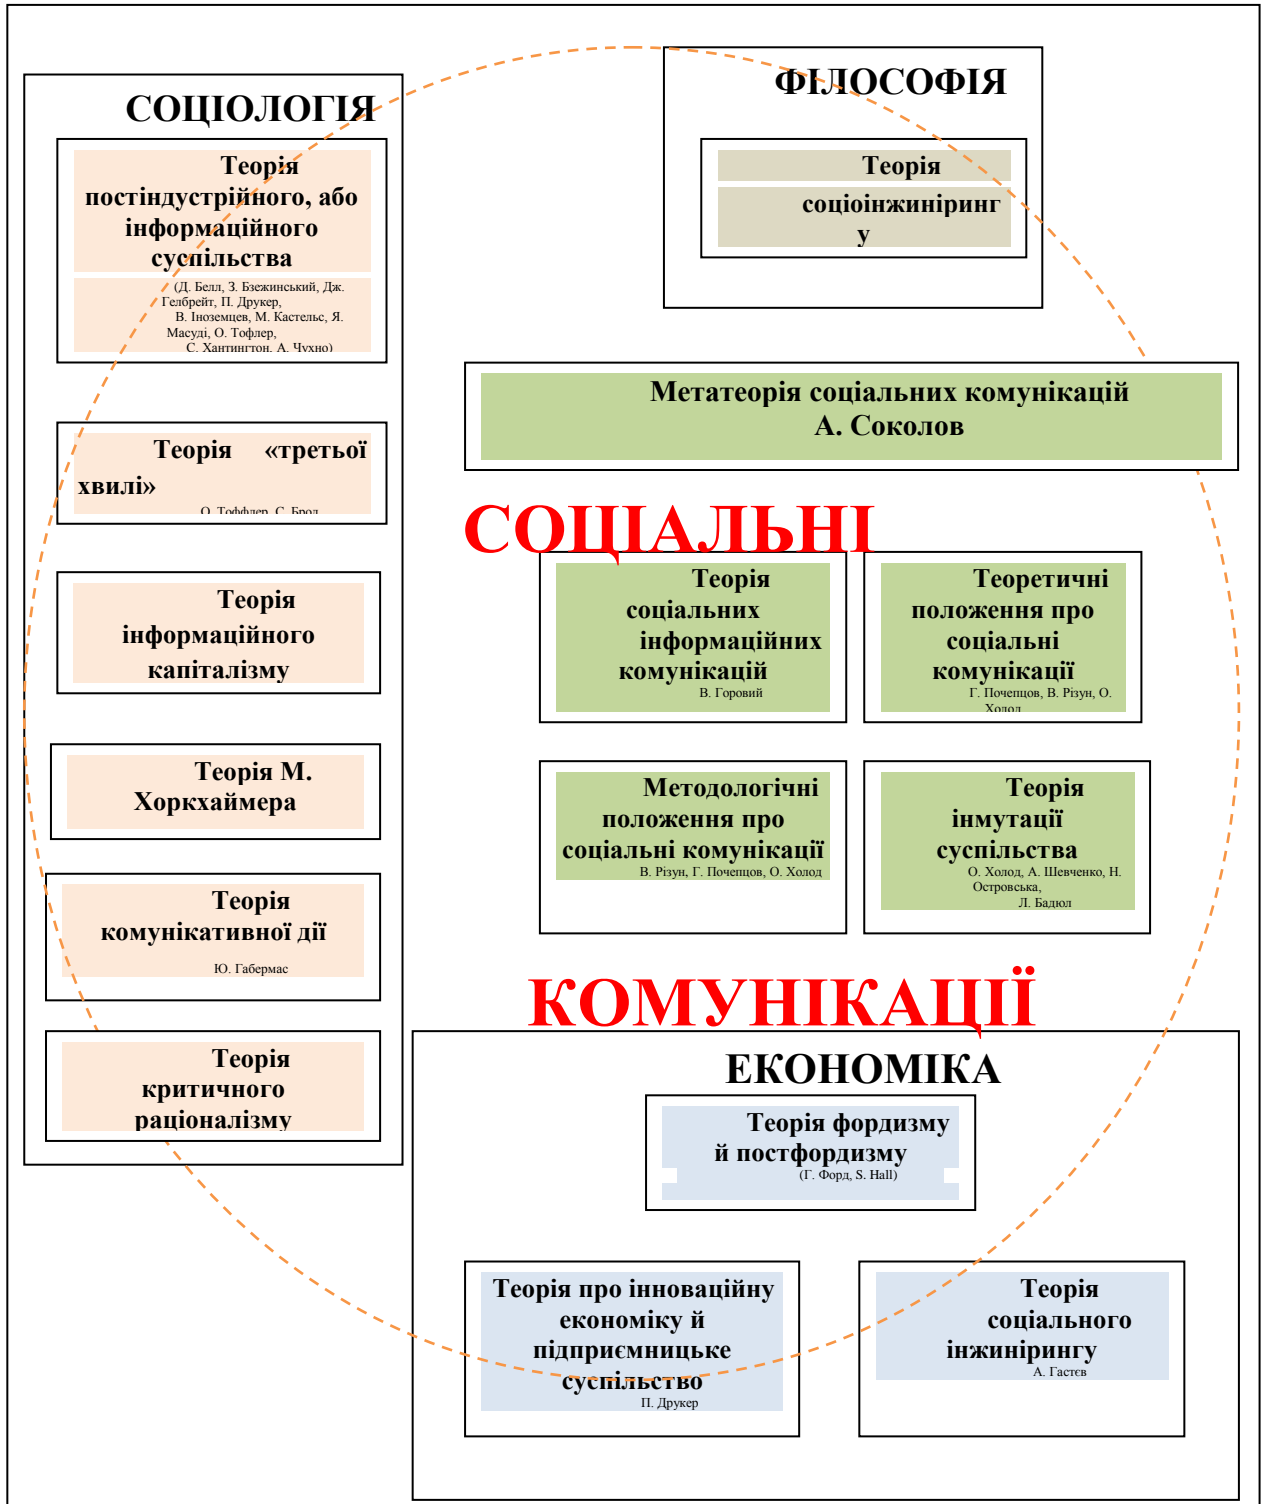 СОЦІОЛОГІЯ
Теорія
постіндустрійного, або
інформаційного
суспільства
(Д. Белл, З. Бзежинський, Дж.
Гелбрейт, П. Друкер,
В. Іноземцев, М. Кастельс, Я.
Масуді, О. Тофлер,
С. Хантингтон, А. Чухно)
Теорія «третьої
хвилі»
О. Тоффлер, С. Брод
Теорія
інформаційного
капіталізму
Теорія М.
Хоркхаймера
Теорія
комунікативної дії
Ю. Габермас
Теорія
критичного
раціоналізму
ФІЛОСОФІЯ
Теорія
соціоінжиніринг
у
Метатеорія соціальних комунікацій
А. Соколов
СОЦІАЛЬНІ
Теорія
соціальних
інформаційних
комунікацій
В. Горовий
Теоретичні
положення про
соціальні
комунікації
Г. Почепцов, В. Різун, О.
Холод
Методологічні
положення про
соціальні комунікації
В. Різун, Г. Почепцов, О. Холод
Теорія
інмутації
суспільства
О. Холод, А. Шевченко, Н.
Островська,
Л. Бадюл
КОМУНІКАЦІЇ
ЕКОНОМІКА
Теорія фордизму
й постфордизму
(Г. Форд, S. Hall)
Теорія про інноваційну
економіку й
підприємницьке
суспільство
П. Друкер
Теорія
соціального
інжинірингу
А. Гастєв